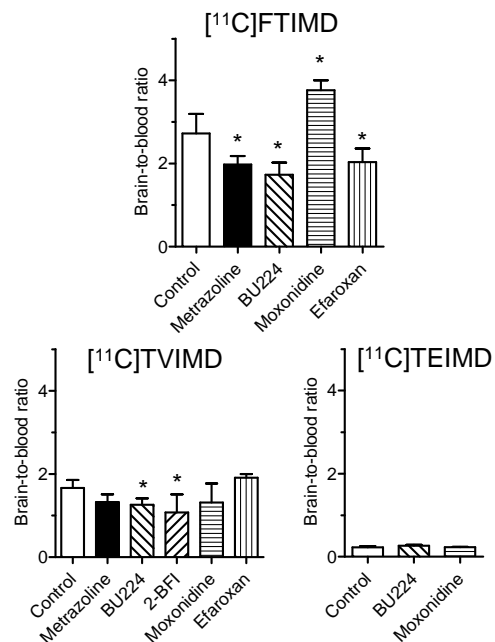 [¹¹C]FTIMD
Brain-to-blood ratio
4
2
0
*
*
*
*
Control
Metrazoline
BU224
Moxonidine
Efaroxan
[¹¹C]TVIMD
Brain-to-blood ratio
4
2
0
*
*
Control
Metrazoline
BU224
2-BFI
Moxonidine
Efaroxan
[¹¹C]TEIMD
Brain-to-blood ratio
4
2
0
Control
BU224
Moxonidine